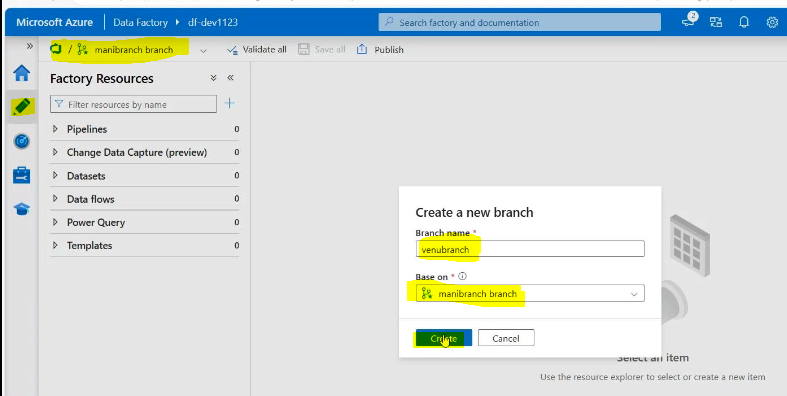 Microsoft Azure Data Factory df-dev1123 Search factory and documentation 2
» / manibranch branch Validate all Save all Publish
Factory Resources
Filter resources by name
Pipelines 0
Change Data Capture (preview) 0
Datasets 0
Data flows 0
Power Query 0
Templates 0
Create a new branch
Branch name *
venubranch
Base on *
manibranch branch
Create Cancel
Select an item
Use the resource explorer to select or create a new item